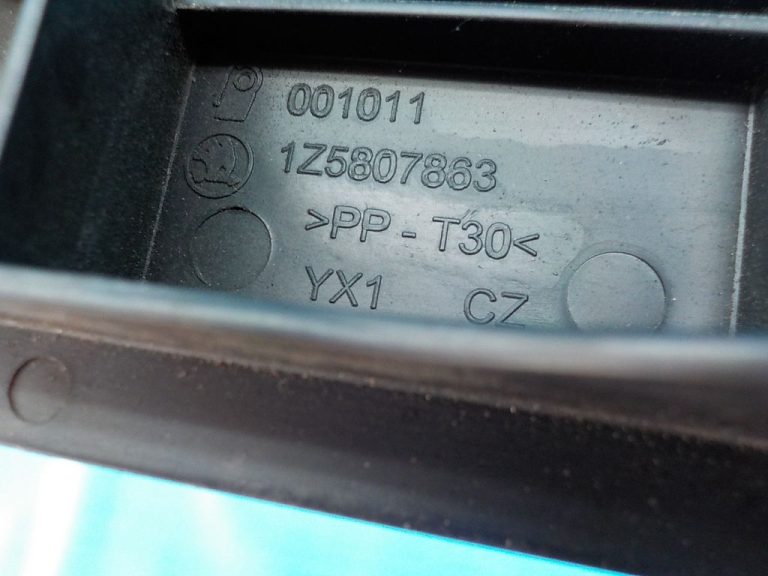 001011
1Z5807863
>PP - T30<
YX1 CZ